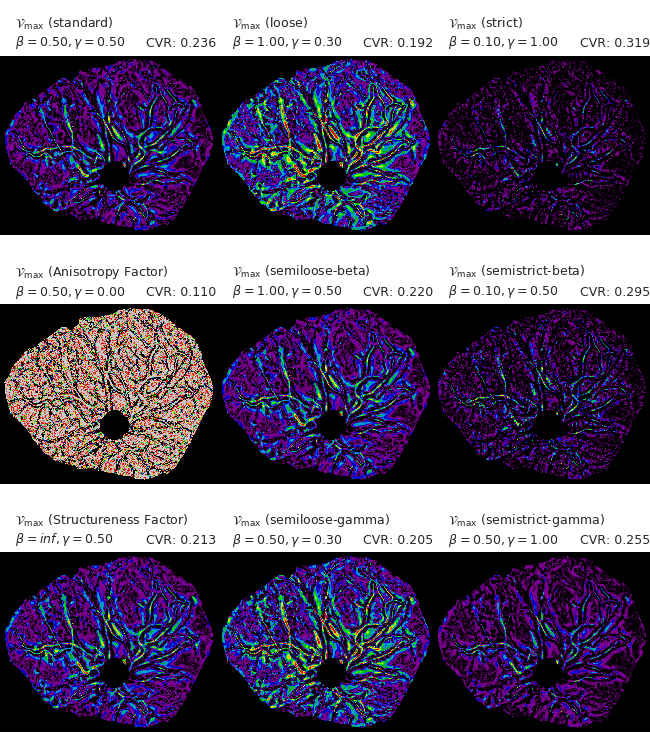 𝒱max (standard)
β = 0.50, γ = 0.50 CVR: 0.236
𝒱max (loose)
β = 1.00, γ = 0.30 CVR: 0.192
𝒱max (strict)
β = 0.10, γ = 1.00 CVR: 0.319
𝒱max (Anisotropy Factor)
β = 0.50, γ = 0.00 CVR: 0.110
𝒱max (semiloose-beta)
β = 1.00, γ = 0.50 CVR: 0.220
𝒱max (semistrict-beta)
β = 0.10, γ = 0.50 CVR: 0.295
𝒱max (Structureness Factor)
β = inf, γ = 0.50 CVR: 0.213
𝒱max (semiloose-gamma)
β = 0.50, γ = 0.30 CVR: 0.205
𝒱max (semistrict-gamma)
β = 0.50, γ = 1.00 CVR: 0.255